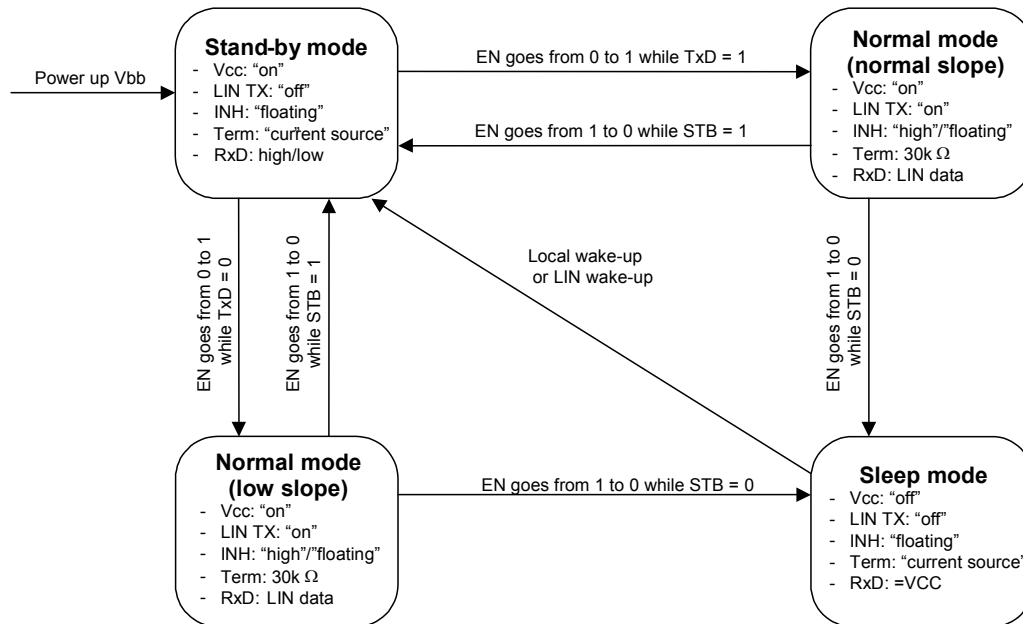 Power up Vbb
Stand-by mode
- Vcc: “on”
- LIN TX: “off”
- INH: “floating”
- Term: “current source”
- RxD: high/low
EN goes from 0 to 1 while TxD = 1
EN goes from 1 to 0 while STB = 1
Normal mode
(normal slope)
- Vcc: “on”
- LIN TX: “on”
- INH: “high”/”floating”
- Term: 30k Ω
- RxD: LIN data
EN goes from 0 to 1
while TxD = 0
EN goes from 1 to 0
while STB = 1
Local wake-up
or LIN wake-up
EN goes from 1 to 0
while STB = 0
Normal mode
(low slope)
- Vcc: “on”
- LIN TX: “on”
- INH: “high”/”floating”
- Term: 30k Ω
- RxD: LIN data
EN goes from 1 to 0 while STB = 0
Sleep mode
- Vcc: “off”
- LIN TX: “off”
- INH: “floating”
- Term: “current source”
- RxD: =VCC